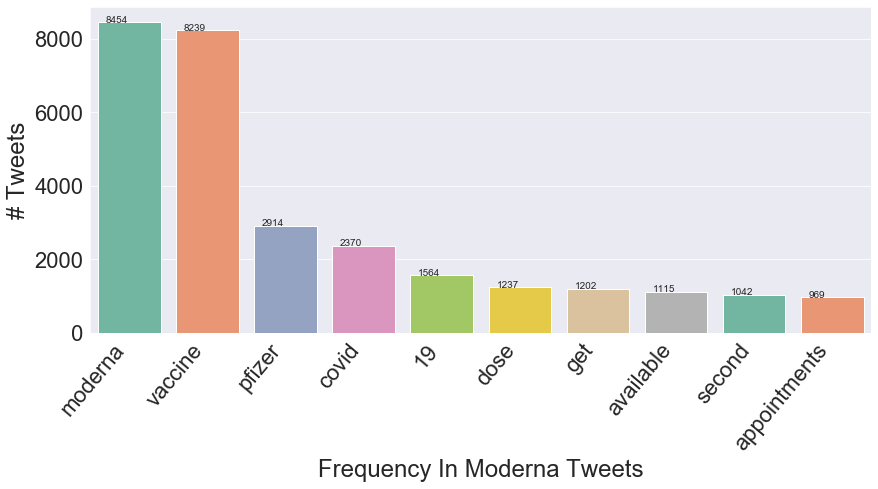 8454
8239
2914
2370
1564
1237
1202
1115
1042
969
8000
6000
4000
2000
0
# Tweets
moderna
vaccine
pfizer
covid
19
dose
get
available
second
appointments
Frequency In Moderna Tweets